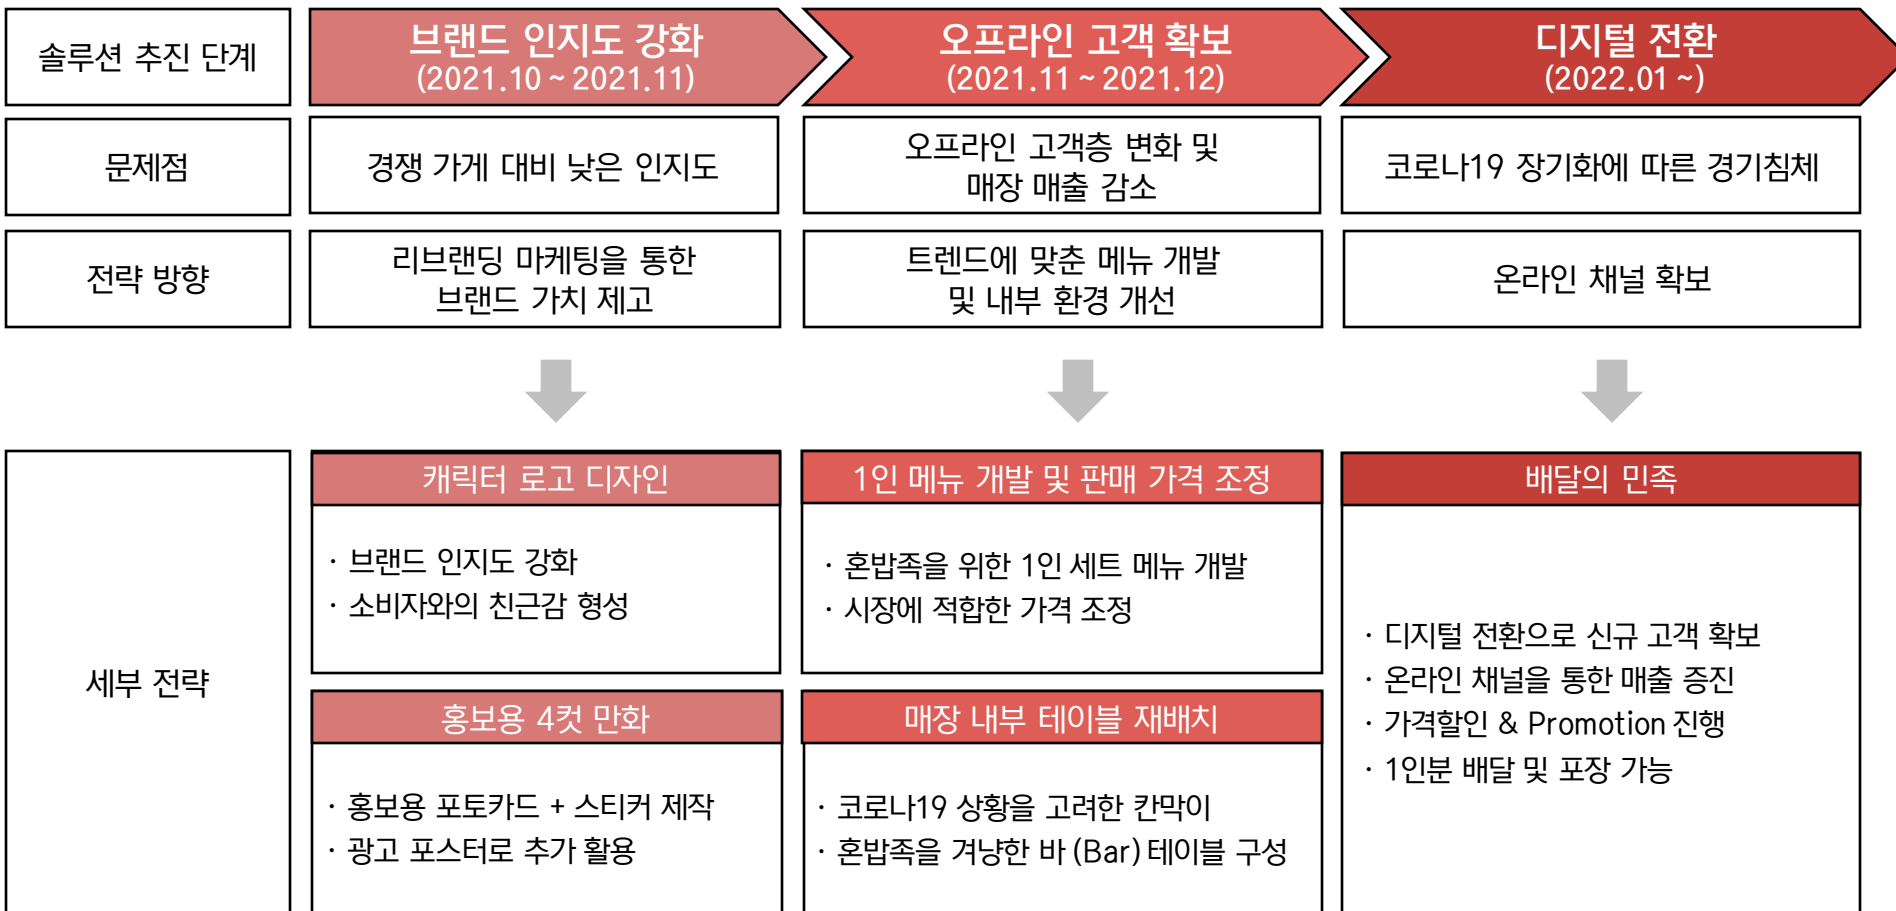 솔루션 추진 단계
브랜드 인지도 강화
(2021.10 ~ 2021.11)
오프라인 고객 확보
(2021.11 ~ 2021.12)
디지털 전환
(2022.01 ~)
문제점
경쟁 가게 대비 낮은 인지도
오프라인 고객층 변화 및
매장 매출 감소
코로나19 장기화에 따른 경기침체
전략 방향
리브랜딩 마케팅을 통한
브랜드 가치 제고
트렌드에 맞춘 메뉴 개발
및 내부 환경 개선
온라인 채널 확보
세부 전략
캐릭터 로고 디자인
· 브랜드 인지도 강화
· 소비자와의 친근감 형성
홍보용 4컷 만화
· 홍보용 포토카드 + 스티커 제작
· 광고 포스터로 추가 활용
1인 메뉴 개발 및 판매 가격 조정
· 혼밥족을 위한 1인 세트 메뉴 개발
· 시장에 적합한 가격 조정
매장 내부 테이블 재배치
· 코로나19 상황을 고려한 칸막이
· 혼밥족을 겨냥한 바 (Bar) 테이블 구성
배달의 민족
· 디지털 전환으로 신규 고객 확보
· 온라인 채널을 통한 매출 증진
· 가격할인 & Promotion 진행
· 1인분 배달 및 포장 가능